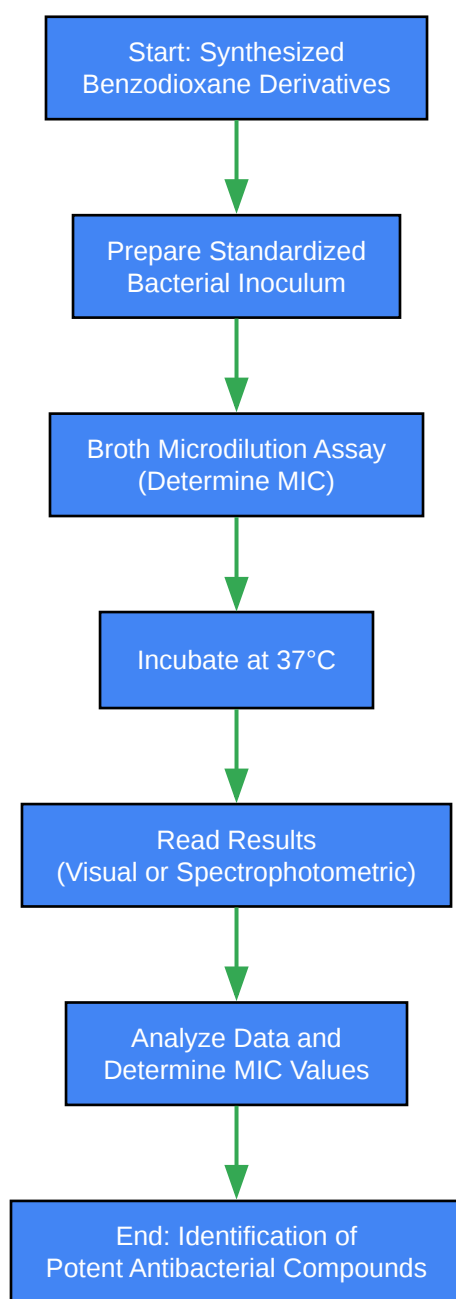 Start: Synthesized
Benzodioxane Derivatives
Prepare Standardized
Bacterial Inoculum
Broth Microdilution Assay
(Determine MIC)
Incubate at 37°C
Read Results
(Visual or Spectrophotometric)
Analyze Data and
Determine MIC Values
End: Identification of
Potent Antibacterial Compounds